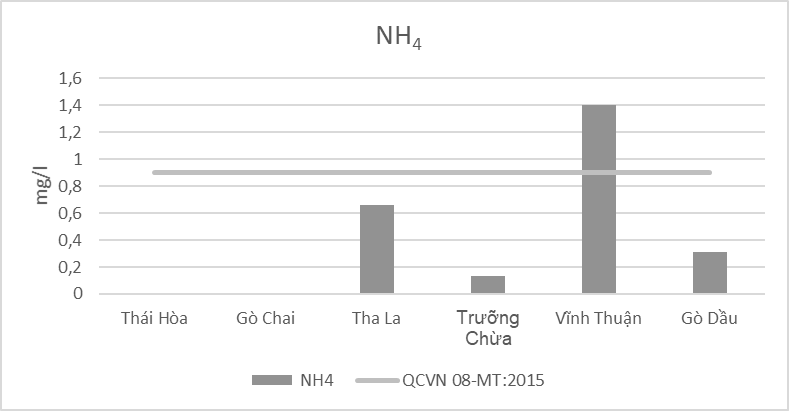 NH4
1,6
1,4
1,2
1
0,8
0,6
0,4
0,2
0
mg/l
Thái Hòa Gò Chai Tha La Trưỡng Chừa Vĩnh Thuận Gò Dầu
NH4 QCVN 08-MT:2015